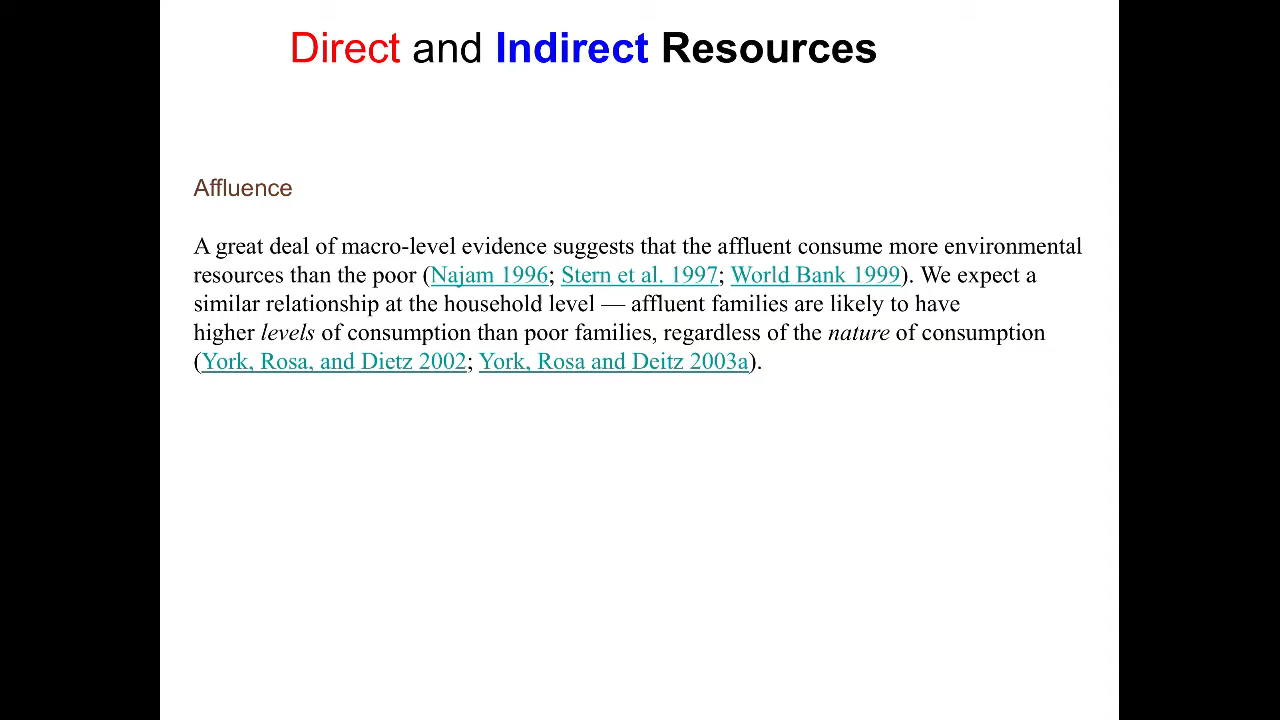 Direct and Indirect Resources
Affluence
A great deal of macro-level evidence suggests that the affluent consume more environmental
resources than the poor (Najam 1996; Stern et al. 1997; World Bank 1999). We expect a
similar relationship at the household level — affluent families are likely to have
higher levels of consumption than poor families, regardless of the nature of consumption
(York, Rosa, and Dietz 2002; York, Rosa and Deitz 2003a).